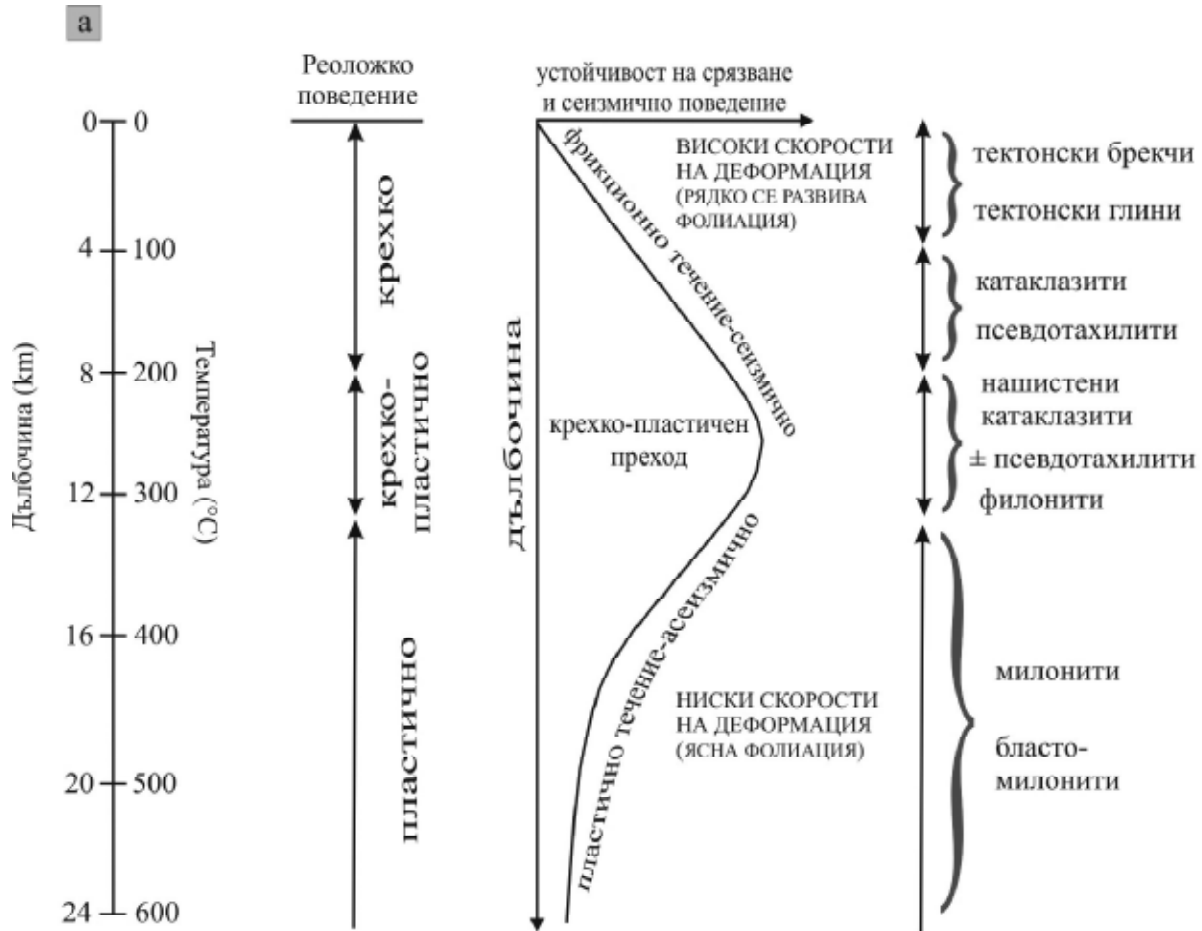 а
Реоложко
поведение
устойчивост на срязване
и сеизмично поведение
0 0
4 100
8 200
12 300
16 400
20 500
24 600
Дълбочина (km)
Температура (°C)
крехко
крехко-
пластично
пластично
дълбочина
фрикционно течение-сеизмично
крехко-пластичен
преход
пластично течение-асеизмично
ВИСОКИ СКОРОСТИ
НА ДЕФОРМАЦИЯ
(РЯДКО СЕ РАЗВИВА
ФОЛИАЦИЯ)
НИСКИ СКОРОСТИ
НА ДЕФОРМАЦИЯ
(ЯСНА ФОЛИАЦИЯ)
тектонски брекчи
тектонски глини
катаклазити
псевдотахилити
нашистени
катаклазити
± псевдотахилити
филонити
милонити
бласто-
милонити